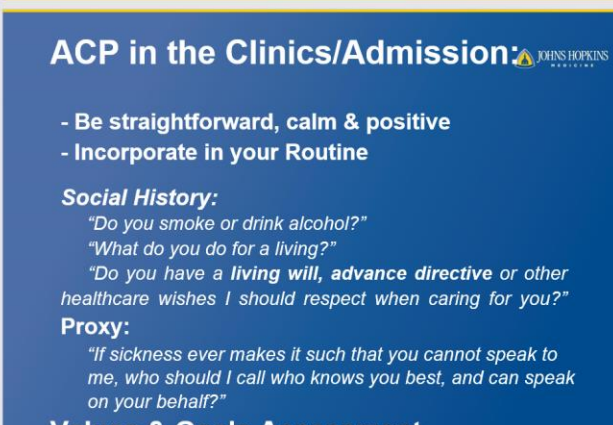 ACP in the Clinics/Admission:
JOHNS HOPKINS
MEDICINE
- Be straightforward, calm & positive
- Incorporate in your Routine
Social History:
“Do you smoke or drink alcohol?”
“What do you do for a living?”
“Do you have a living will, advance directive or other
healthcare wishes I should respect when caring for you?”
Proxy:
“If sickness ever makes it such that you cannot speak to
me, who should I call who knows you best, and can speak
on your behalf?”